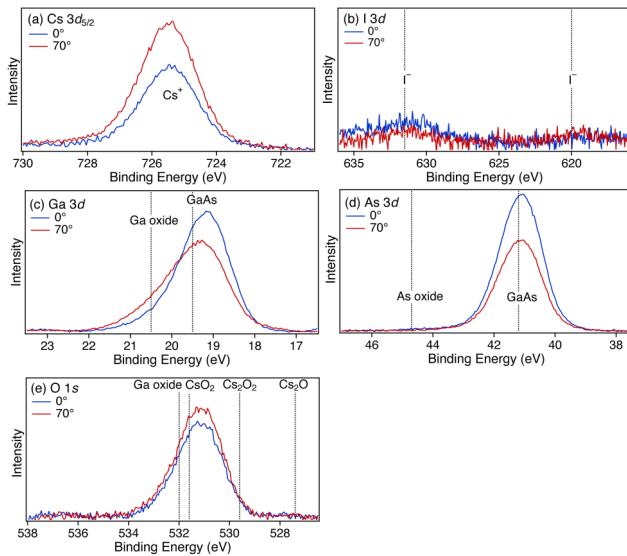 (a) Cs 3d5/2
0°
70°
Cs+
Intensity
730 728 726 724 722
Binding Energy (eV)
(b) I 3d
0°
70°
I− I−
Intensity
635 630 625 620
Binding Energy (eV)
(c) Ga 3d
0°
70°
GaAs
Ga oxide
Intensity
23 22 21 20 19 18 17
Binding Energy (eV)
(d) As 3d
0°
70°
As oxide GaAs
Intensity
46 44 42 40 38
Binding Energy (eV)
(e) O 1s
0°
70°
Ga oxide CsO2 Cs2O2 Cs2O
Intensity
538 536 534 532 530 528
Binding Energy (eV)